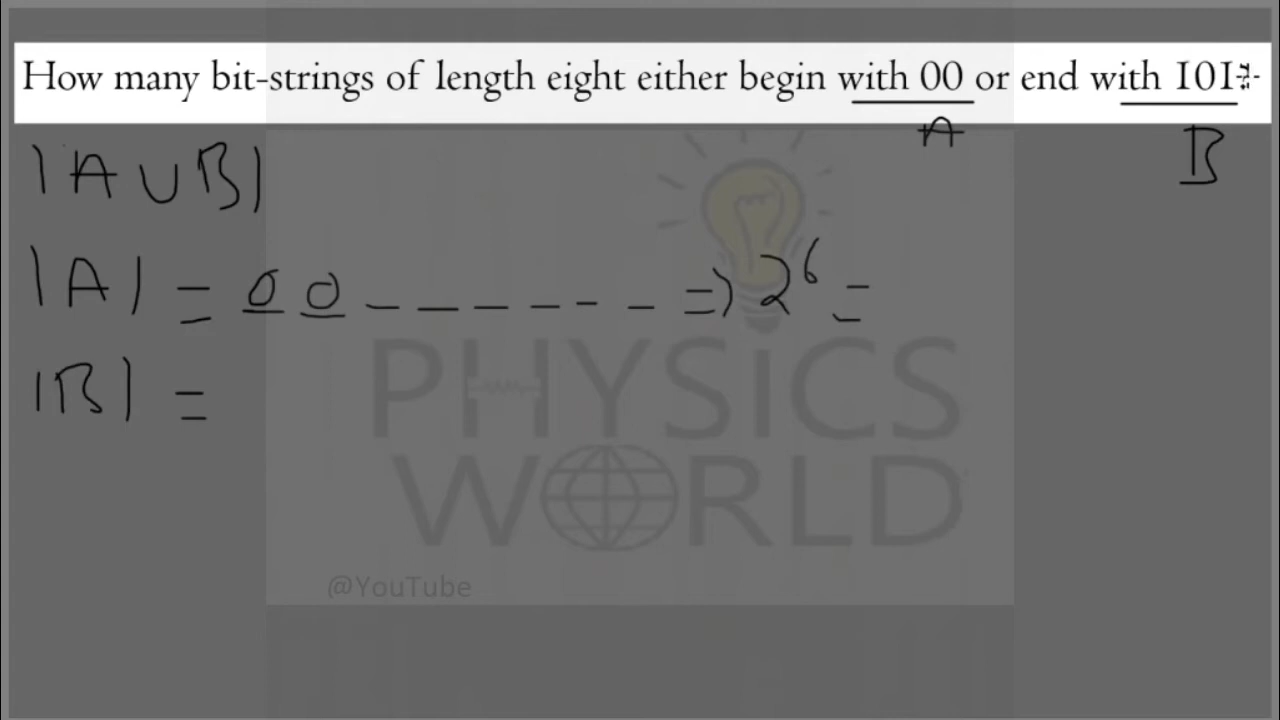 How many bit-strings of length eight either begin with 00 or end with 101?
A
B
|A∪B|
|A| = 0 0 _ _ _ _ _ _ ⇒ 2⁶ =
|B| =
PHYSICS
WORLD
@YouTube